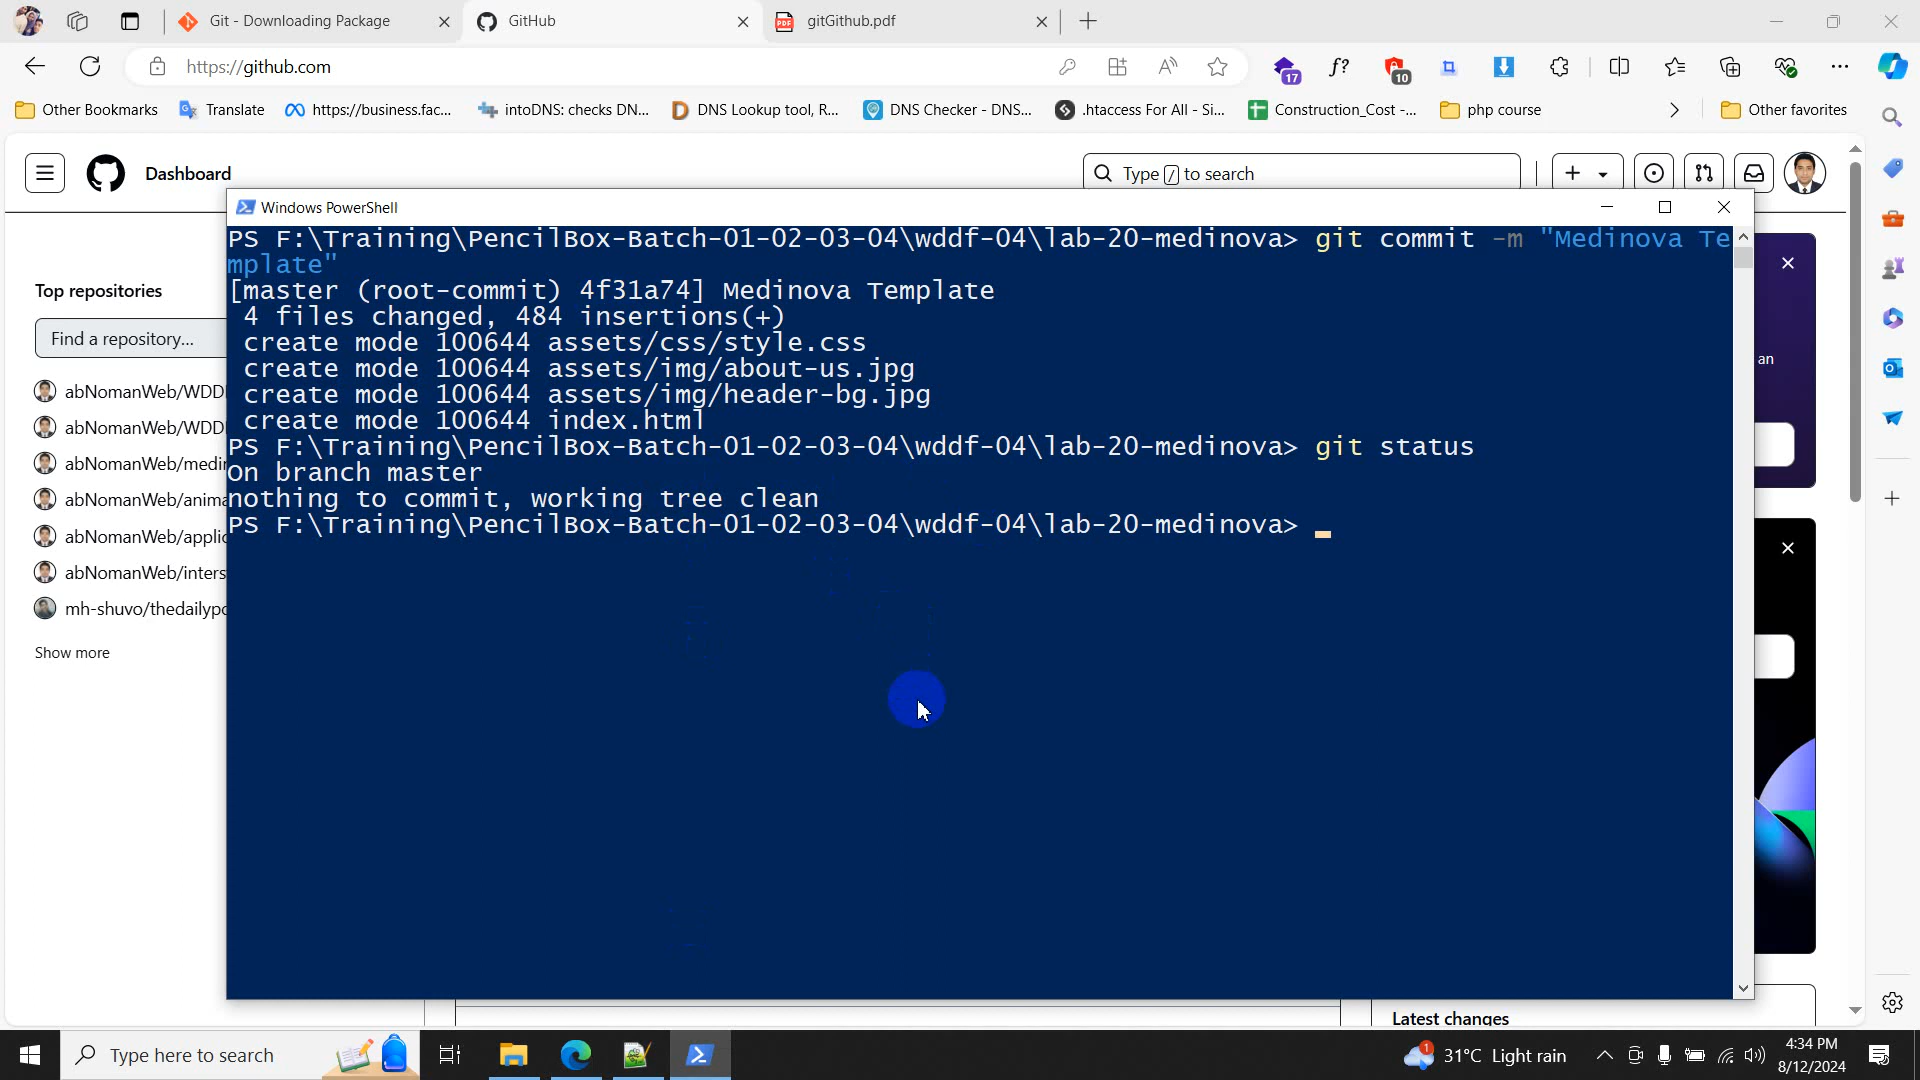 Git - Downloading Package
GitHub
gitGithub.pdf
https://github.com
17
f?
10
Other Bookmarks
Translate
https://business.fac...
intoDNS: checks DN...
DNS Lookup tool, R...
DNS Checker - DNS...
.htaccess For All - Si...
Construction_Cost -...
php course
Other favorites
Dashboard
Type / to search
Windows PowerShell
PS F:\Training\PencilBox-Batch-01-02-03-04\wddf-04\lab-20-medinova> git commit -m "Medinova Te
mplate"
[master (root-commit) 4f31a74] Medinova Template
4 files changed, 484 insertions(+)
create mode 100644 assets/css/style.css
create mode 100644 assets/img/about-us.jpg
create mode 100644 assets/img/header-bg.jpg
create mode 100644 index.html
PS F:\Training\PencilBox-Batch-01-02-03-04\wddf-04\lab-20-medinova> git status
On branch master
nothing to commit, working tree clean
PS F:\Training\PencilBox-Batch-01-02-03-04\wddf-04\lab-20-medinova>
Top repositories
Find a repository...
abNomanWeb/WDD
abNomanWeb/WDD
abNomanWeb/medi
abNomanWeb/anima
abNomanWeb/applic
abNomanWeb/inters
mh-shuvo/thedailypo
Show more
an
Latest changes
Type here to search
1
31°C Light rain
4:34 PM
8/12/2024